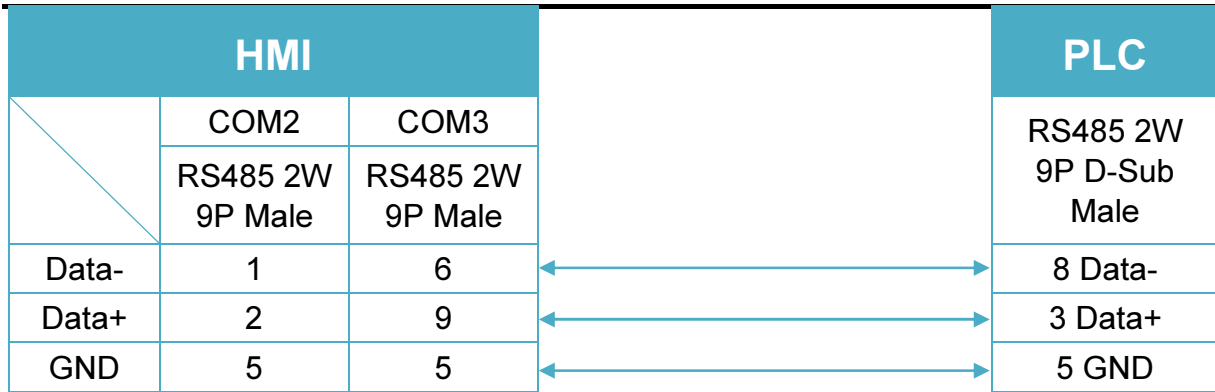 HMI
PLC
COM2
COM3
RS485 2W
9P Male
RS485 2W
9P Male
RS485 2W
9P D-Sub
Male
Data-
1
6
8 Data-
Data+
2
9
3 Data+
GND
5
5
5 GND